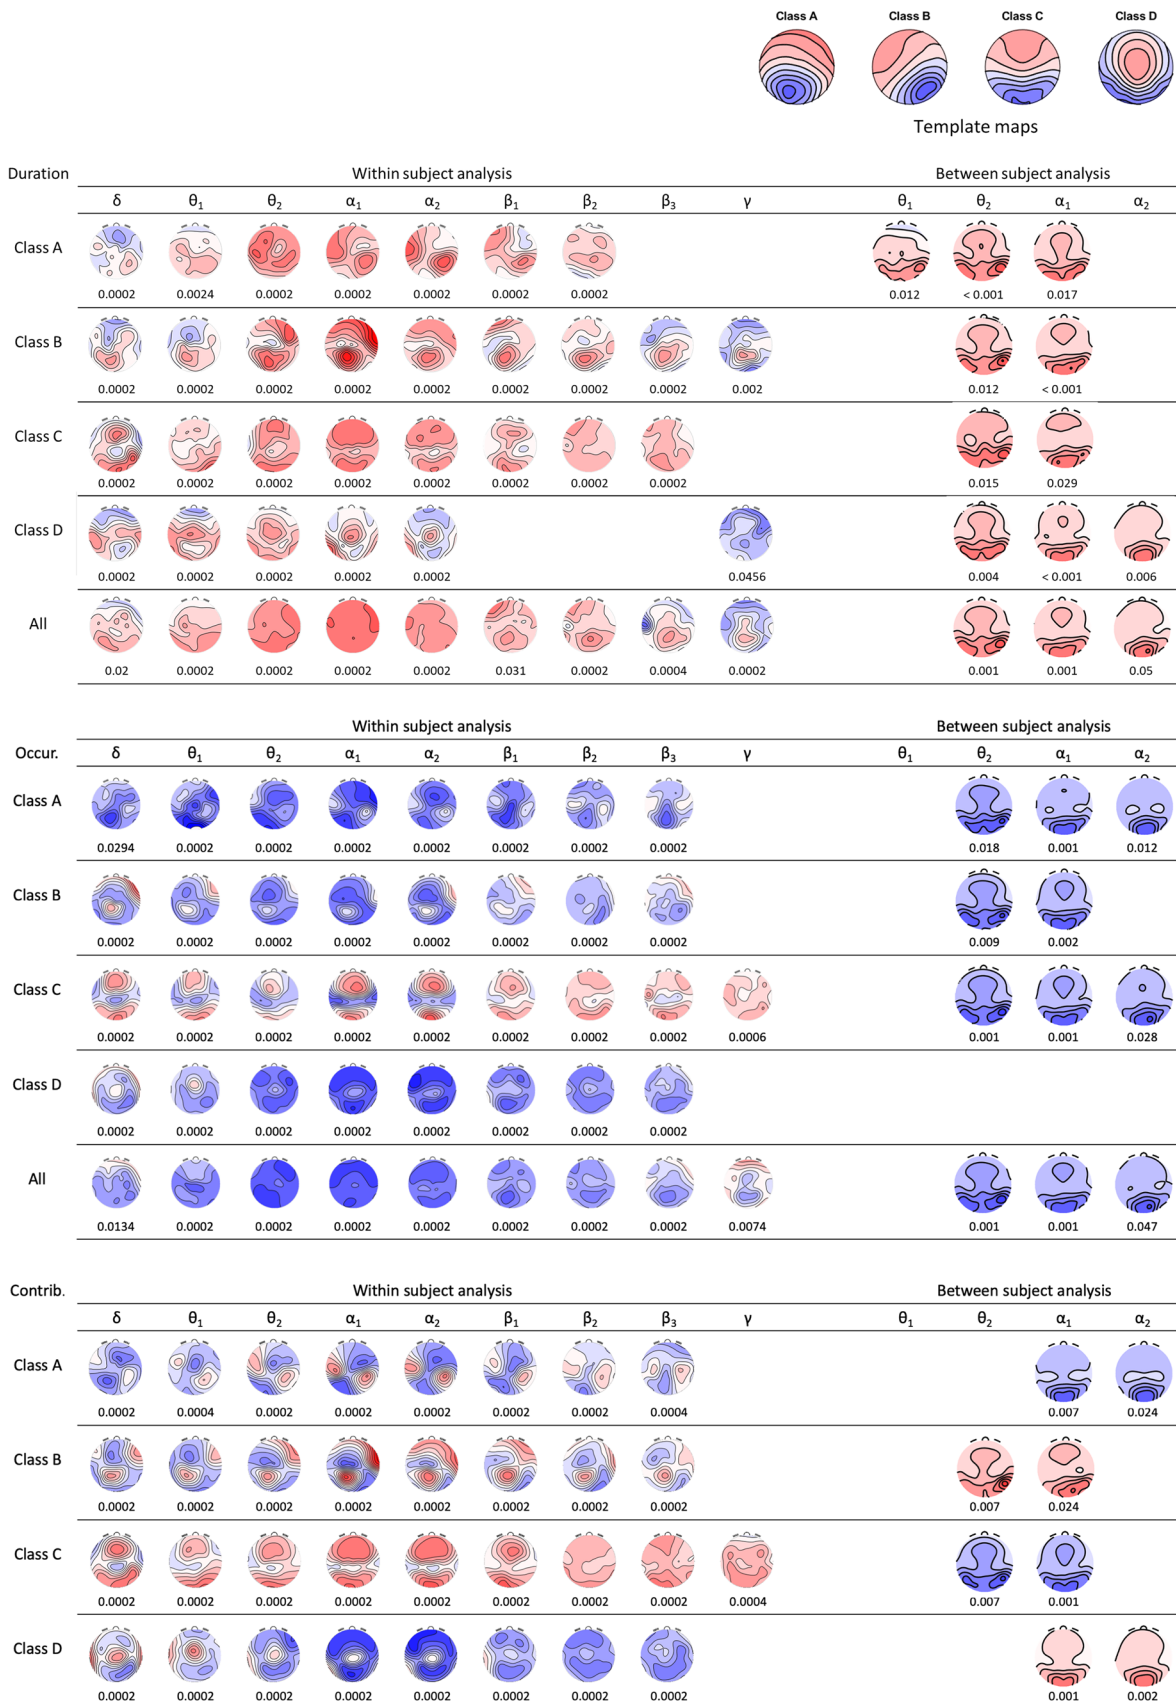 Class A Class B Class C Class D
Template maps
Duration Within subject analysis Between subject analysis
δ θ1 θ2 α1 α2 β1 β2 β3 γ θ1 θ2 α1 α2
Class A
0.0002 0.0024 0.0002 0.0002 0.0002 0.0002 0.0002 0.012 < 0.001 0.017
Class B
0.0002 0.0002 0.0002 0.0002 0.0002 0.0002 0.0002 0.0002 0.002 0.012 < 0.001
Class C
0.0002 0.0002 0.0002 0.0002 0.0002 0.0002 0.0002 0.0002 0.015 0.029
Class D
0.0002 0.0002 0.0002 0.0002 0.0002 0.0456 0.004 < 0.001 0.006
All
0.02 0.0002 0.0002 0.0002 0.0002 0.031 0.0002 0.0004 0.0002 0.001 0.001 0.05
Within subject analysis Between subject analysis
Occur. δ θ1 θ2 α1 α2 β1 β2 β3 γ θ1 θ2 α1 α2
Class A
0.0294 0.0002 0.0002 0.0002 0.0002 0.0002 0.0002 0.0002 0.018 0.001 0.012
Class B
0.0002 0.0002 0.0002 0.0002 0.0002 0.0002 0.0002 0.0002 0.009 0.002
Class C
0.0002 0.0002 0.0002 0.0002 0.0002 0.0002 0.0002 0.0002 0.0006 0.001 0.001 0.028
Class D
0.0002 0.0002 0.0002 0.0002 0.0002 0.0002 0.0002 0.0002
All
0.0134 0.0002 0.0002 0.0002 0.0002 0.0002 0.0002 0.0002 0.0074 0.001 0.001 0.047
Contrib. Within subject analysis Between subject analysis
δ θ1 θ2 α1 α2 β1 β2 β3 γ θ1 θ2 α1 α2
Class A
0.0002 0.0004 0.0002 0.0002 0.0002 0.0002 0.0002 0.0004 0.007 0.024
Class B
0.0002 0.0002 0.0002 0.0002 0.0002 0.0002 0.0002 0.0002 0.007 0.024
Class C
0.0002 0.0002 0.0002 0.0002 0.0002 0.0002 0.0002 0.0002 0.0004 0.007 0.001
Class D
0.0002 0.0002 0.0002 0.0002 0.0002 0.0002 0.0002 0.0002 0.001 0.002